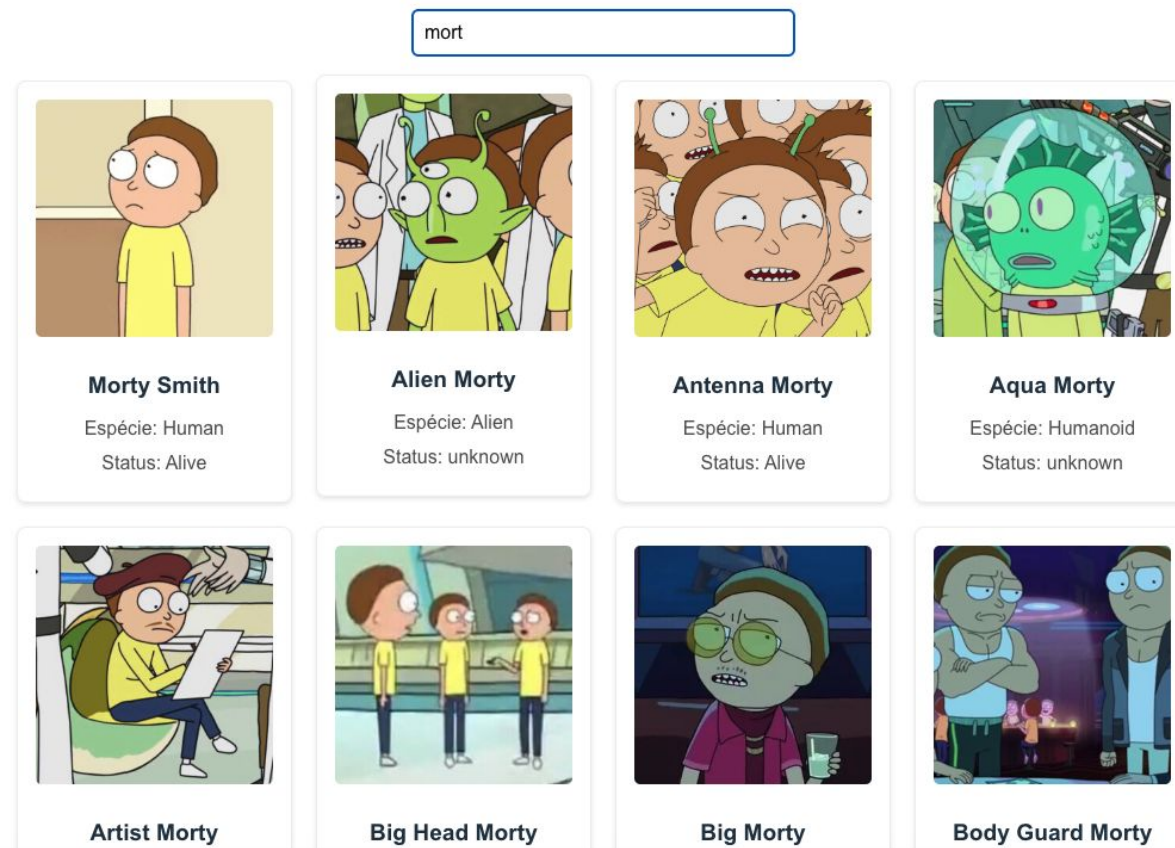 mort
Morty Smith
Espécie: Human
Status: Alive
Alien Morty
Espécie: Alien
Status: unknown
Antenna Morty
Espécie: Human
Status: Alive
Aqua Morty
Espécie: Humanoid
Status: unknown
Artist Morty
Big Head Morty
Big Morty
Body Guard Morty